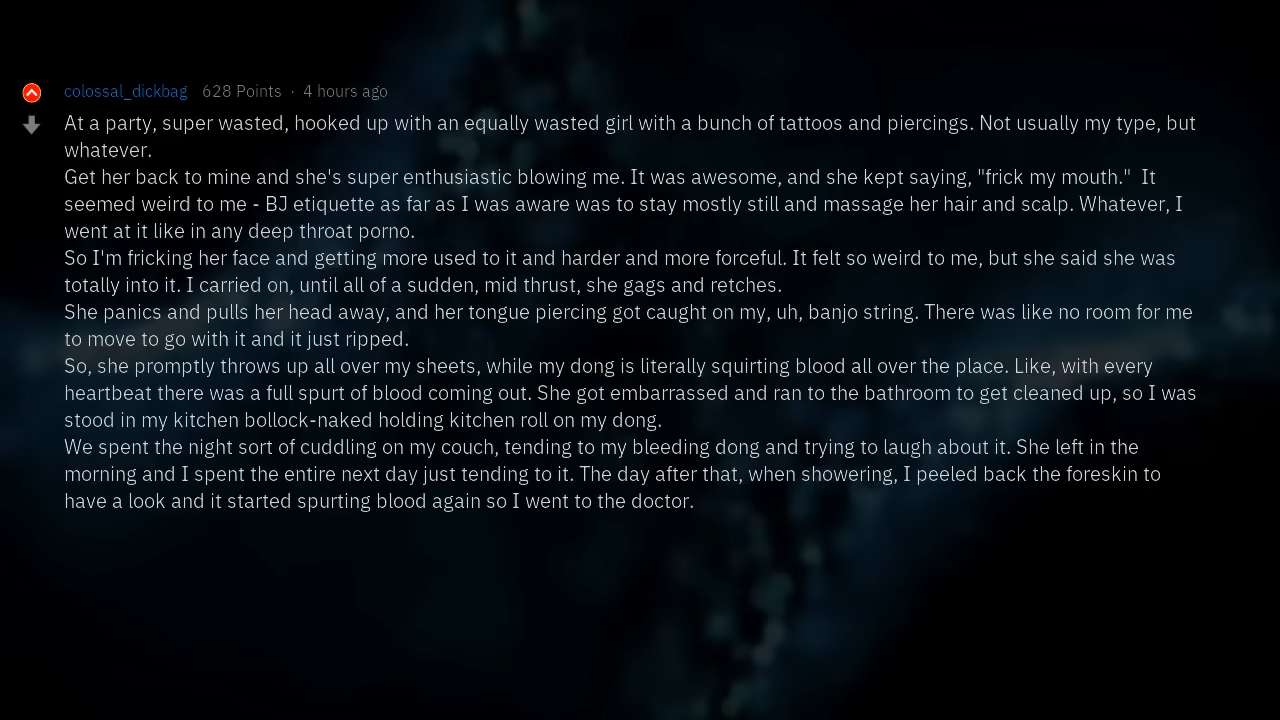 colossal_dickbag 628 Points · 4 hours ago
At a party, super wasted, hooked up with an equally wasted girl with a bunch of tattoos and piercings. Not usually my type, but
whatever.
Get her back to mine and she's super enthusiastic blowing me. It was awesome, and she kept saying, "frick my mouth."  It
seemed weird to me - BJ etiquette as far as I was aware was to stay mostly still and massage her hair and scalp. Whatever, I
went at it like in any deep throat porno.
So I'm fricking her face and getting more used to it and harder and more forceful. It felt so weird to me, but she said she was
totally into it. I carried on, until all of a sudden, mid thrust, she gags and retches.
She panics and pulls her head away, and her tongue piercing got caught on my, uh, banjo string. There was like no room for me
to move to go with it and it just ripped.
So, she promptly throws up all over my sheets, while my dong is literally squirting blood all over the place. Like, with every
heartbeat there was a full spurt of blood coming out. She got embarrassed and ran to the bathroom to get cleaned up, so I was
stood in my kitchen bollock-naked holding kitchen roll on my dong.
We spent the night sort of cuddling on my couch, tending to my bleeding dong and trying to laugh about it. She left in the
morning and I spent the entire next day just tending to it. The day after that, when showering, I peeled back the foreskin to
have a look and it started spurting blood again so I went to the doctor.